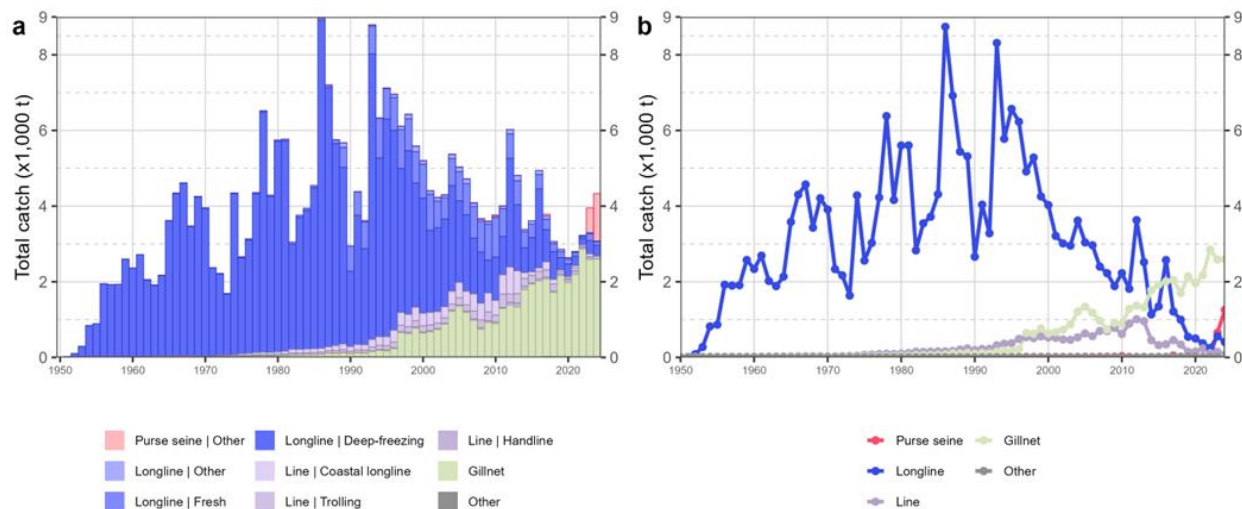 a
Total catch (x1,000 t)
9
8
6
4
2
0
9
8
6
4
2
0
1950 1960 1970 1980 1990 2000 2010 2020
Purse seine | Other
Longline | Other
Longline | Fresh
Longline | Deep-freezing
Line | Coastal longline
Line | Trolling
Line | Handline
Gillnet
Other
b
Total catch (x1,000 t)
9
8
6
4
2
0
9
8
6
4
2
0
1950 1960 1970 1980 1990 2000 2010 2020
Purse seine
Longline
Line
Gillnet
Other